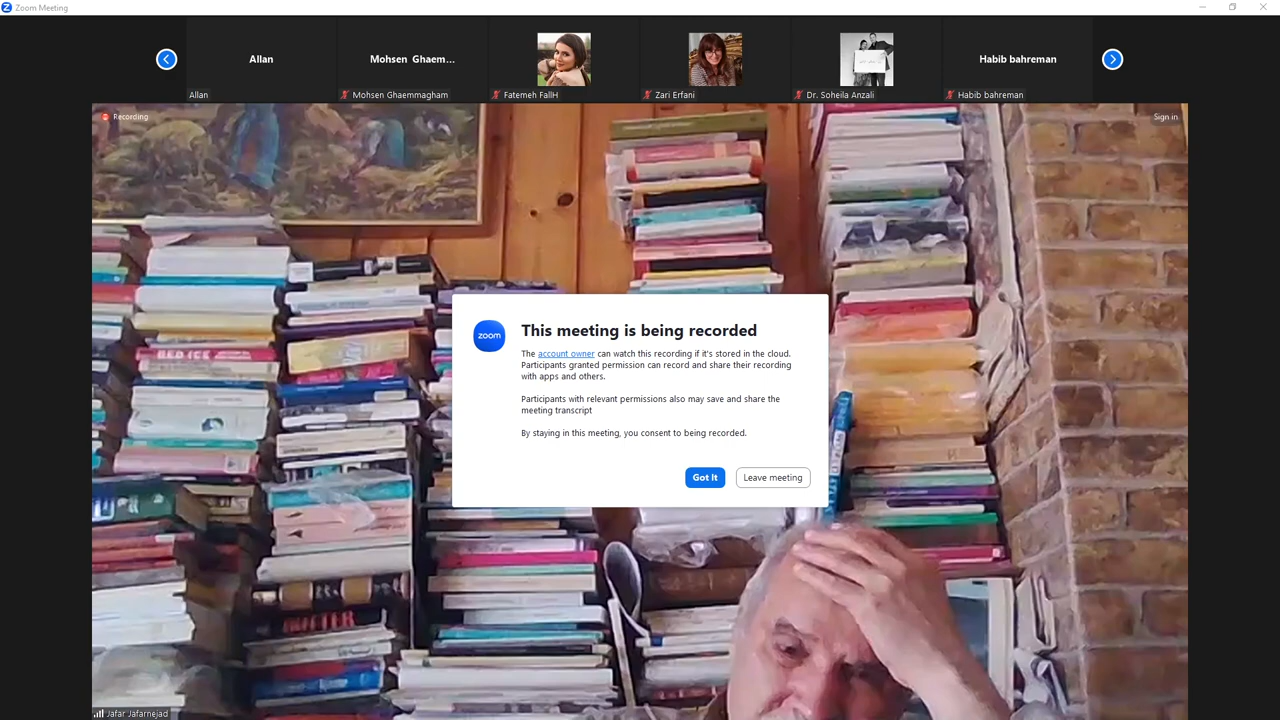 Zoom Meeting
Allan
Mohsen Ghaem...
Habib bahreman
Allan
Mohsen Ghaemmagham
Fatemeh FallH
Zari Erfani
Dr. Soheila Anzali
Habib bahreman
Recording
Sign in
RED ICE
zoom
This meeting is being recorded
The account owner can watch this recording if it's stored in the cloud.
Participants granted permission can record and share their recording
with apps and others.
Participants with relevant permissions also may save and share the
meeting transcript
By staying in this meeting, you consent to being recorded.
Got It
Leave meeting
Jafar Jafarnejad